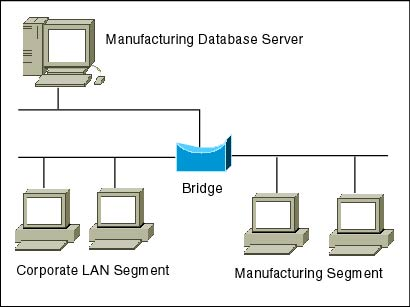 Manufacturing Database Server
Bridge
Corporate LAN Segment
Manufacturing Segment